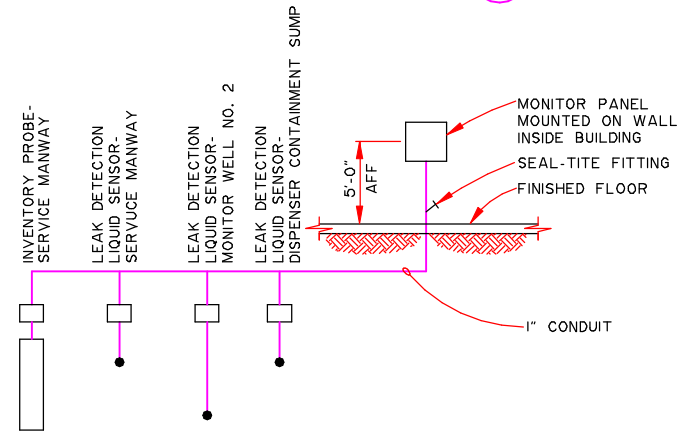 INVENTORY PROBE-
SERVICE MANWAY
LEAK DETECTION
LIQUID SENSOR-
SERVUCE MANWAY
LEAK DETECTION
LIQUID SENSOR-
MONITOR WELL NO. 2
LEAK DETECTION
LIQUID SENSOR-
DISPENSER CONTAINMENT SUMP
5'-0"
AFF
MONITOR PANEL
MOUNTED ON WALL
INSIDE BUILDING
SEAL-TITE FITTING
FINISHED FLOOR
1" CONDUIT